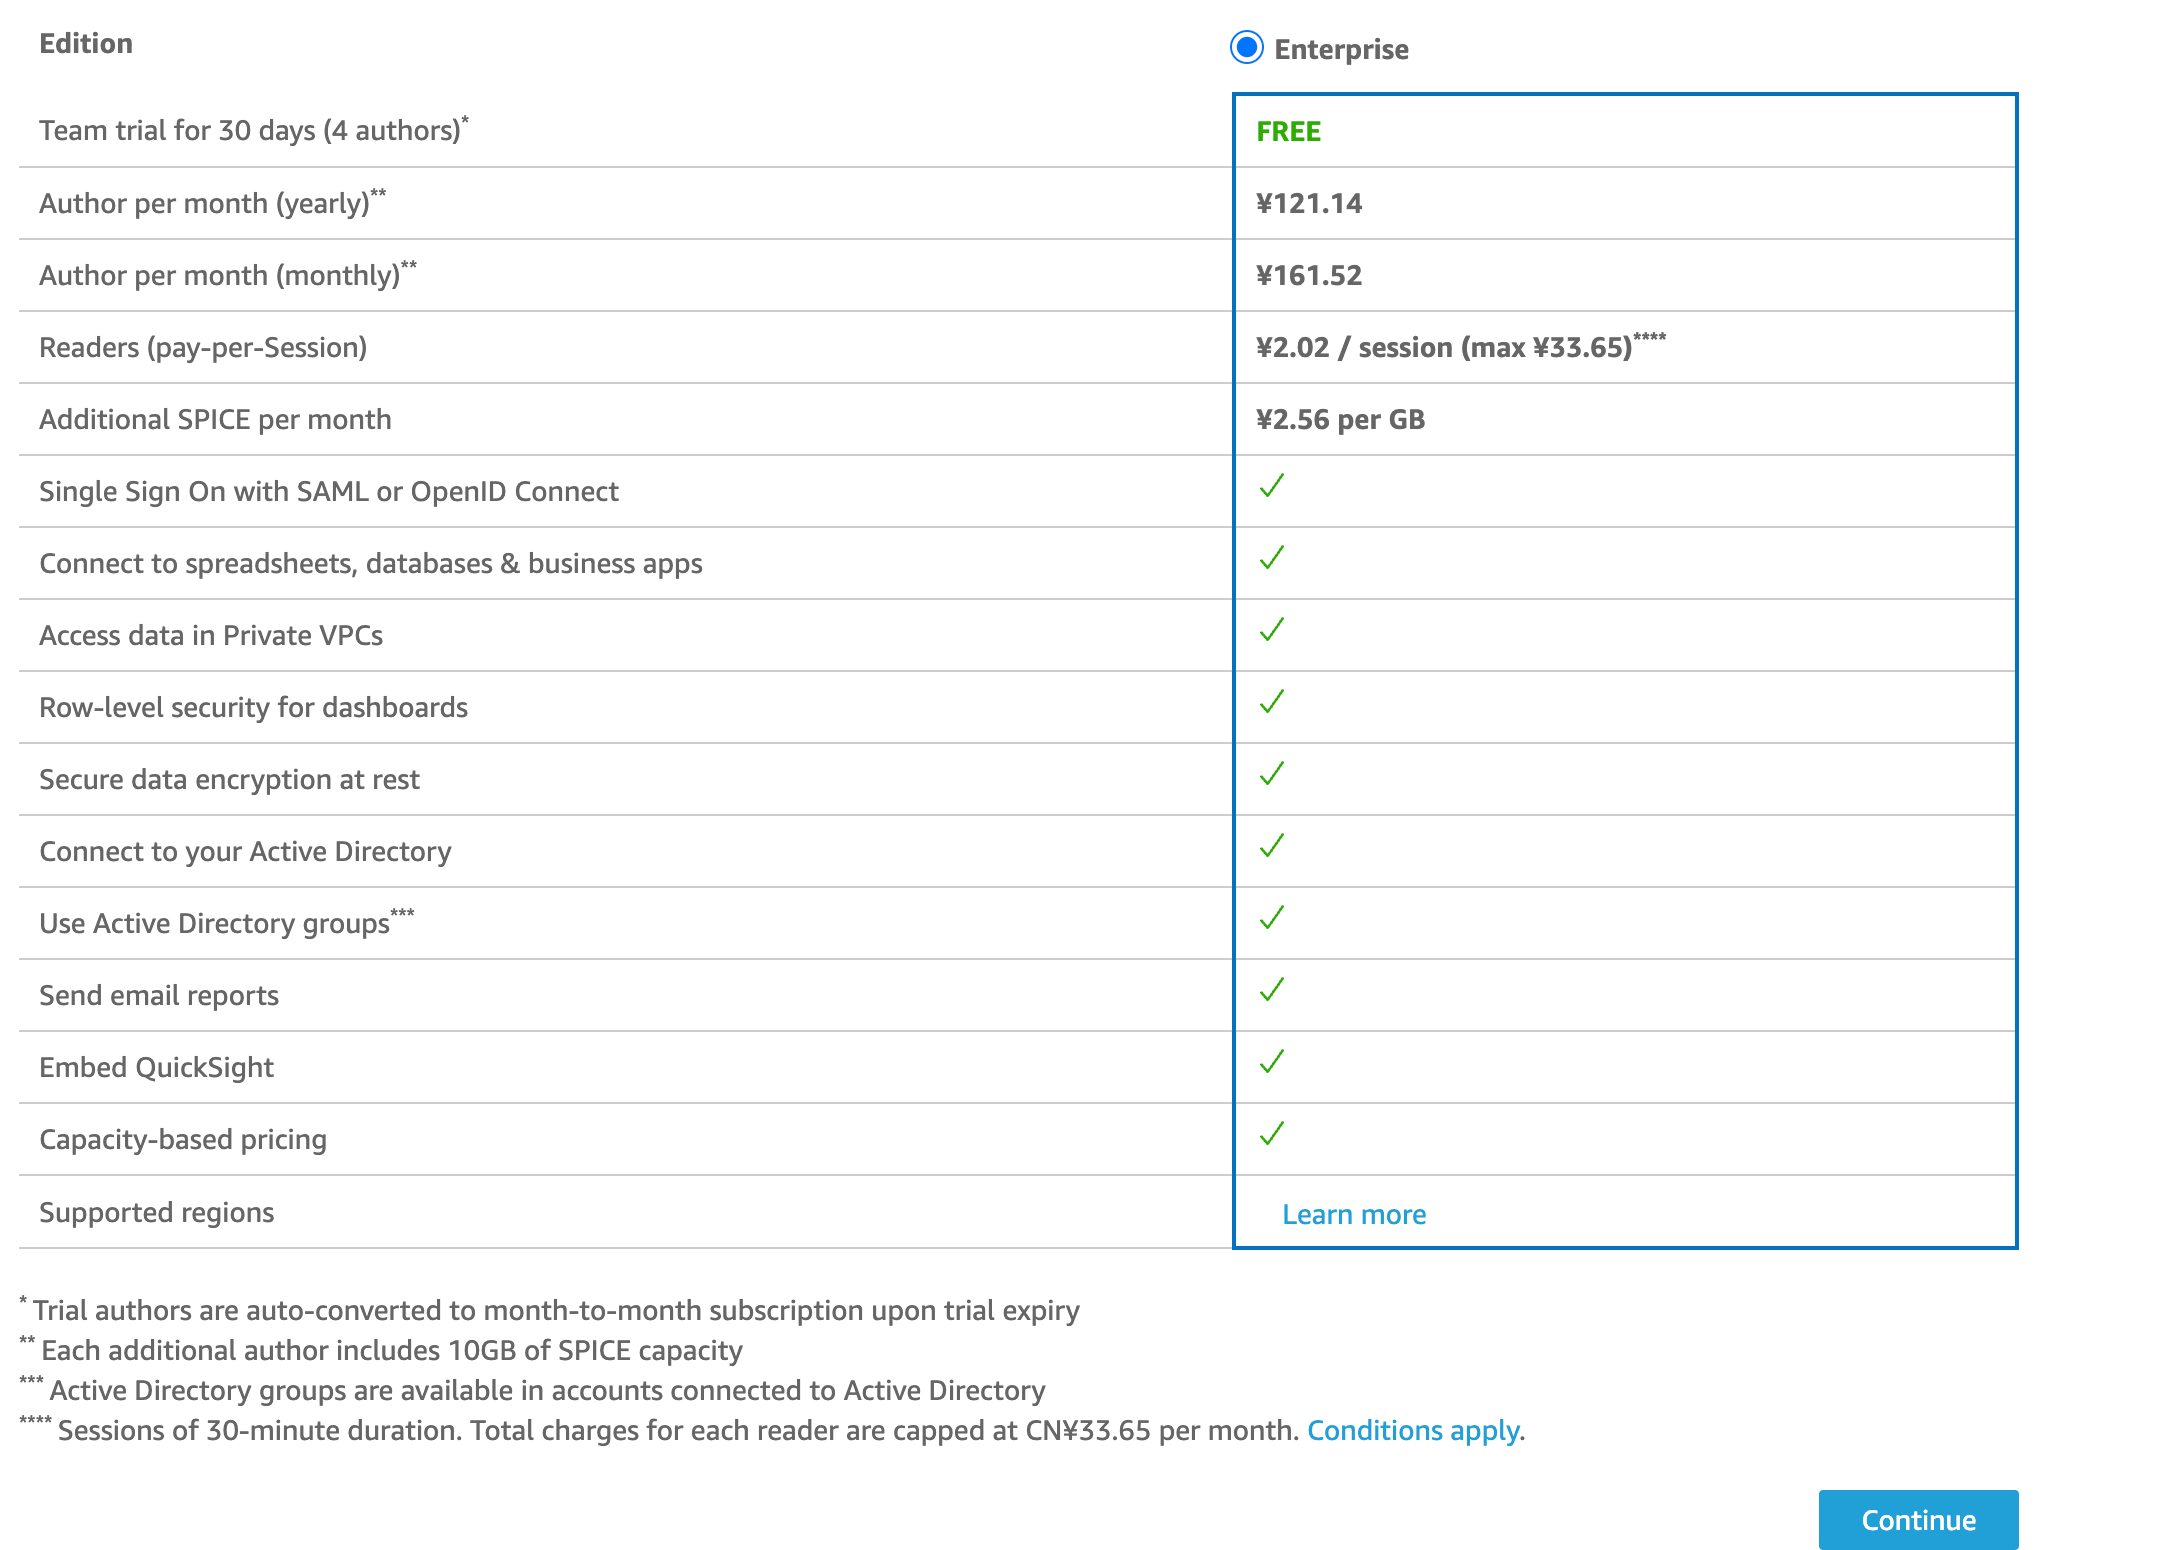 Edition Enterprise
Team trial for 30 days (4 authors)* FREE
Author per month (yearly)** ¥121.14
Author per month (monthly)** ¥161.52
Readers (pay-per-Session) ¥2.02 / session (max ¥33.65)****
Additional SPICE per month ¥2.56 per GB
Single Sign On with SAML or OpenID Connect
Connect to spreadsheets, databases & business apps
Access data in Private VPCs
Row-level security for dashboards
Secure data encryption at rest
Connect to your Active Directory
Use Active Directory groups***
Send email reports
Embed QuickSight
Capacity-based pricing
Supported regions Learn more
* Trial authors are auto-converted to month-to-month subscription upon trial expiry
** Each additional author includes 10GB of SPICE capacity
*** Active Directory groups are available in accounts connected to Active Directory
**** Sessions of 30-minute duration. Total charges for each reader are capped at CN¥33.65 per month. Conditions apply.
Continue